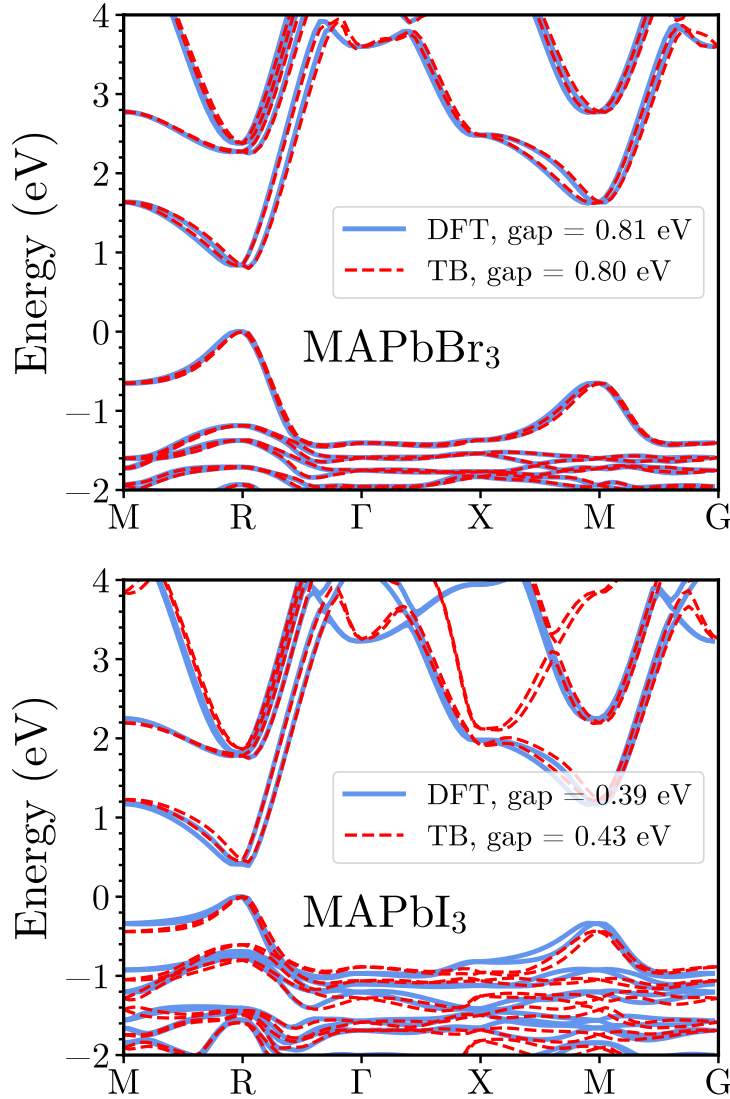 4
3
2
1
0
−1
−2
Energy (eV)
DFT, gap = 0.81 eV
TB, gap = 0.80 eV
MAPbBr₃
M R Γ X M G
4
3
2
1
0
−1
−2
Energy (eV)
DFT, gap = 0.39 eV
TB, gap = 0.43 eV
MAPbI₃
M R Γ X M G